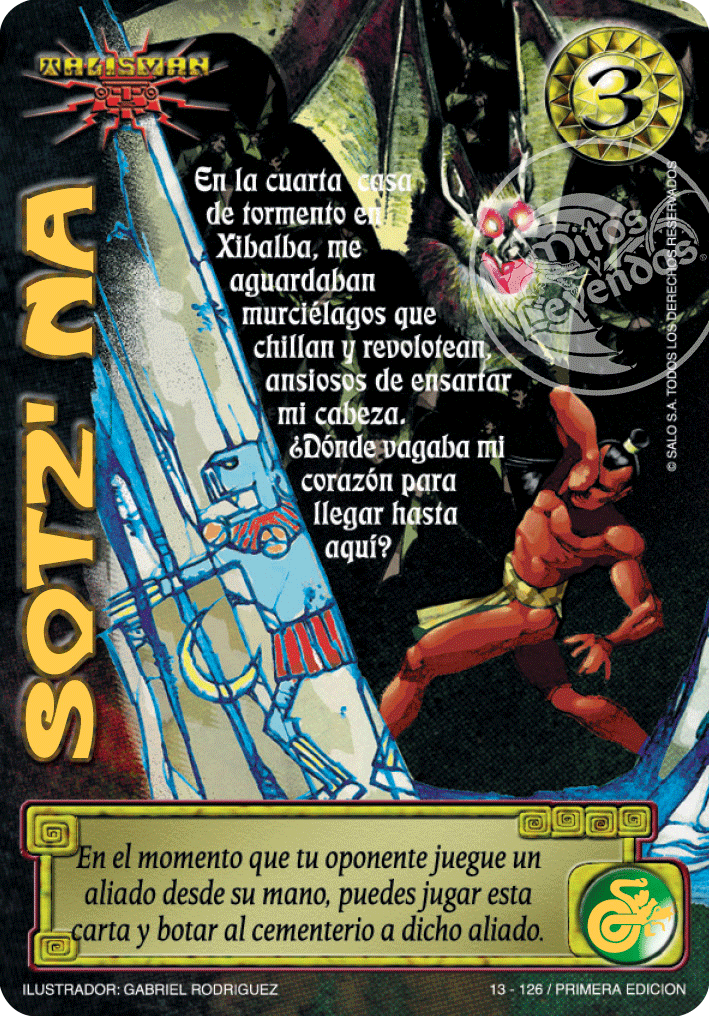 TALISMAN
3
SOTZ' NA
En la cuarta casa
de tormento en
Xibalba, me
aguardaban
murciélagos que
chillan y revolotean,
ansiosos de ensartar
mi cabeza.
¿Dónde vagaba mi
corazón para
llegar hasta
aquí?
Mitos
y
Leyendas
®
© SALO S.A. TODOS LOS DERECHOS RESERVADOS
En el momento que tu oponente juegue un
aliado desde su mano, puedes jugar esta
carta y botar al cementerio a dicho aliado.
ILUSTRADOR: GABRIEL RODRIGUEZ
13 - 126 / PRIMERA EDICION